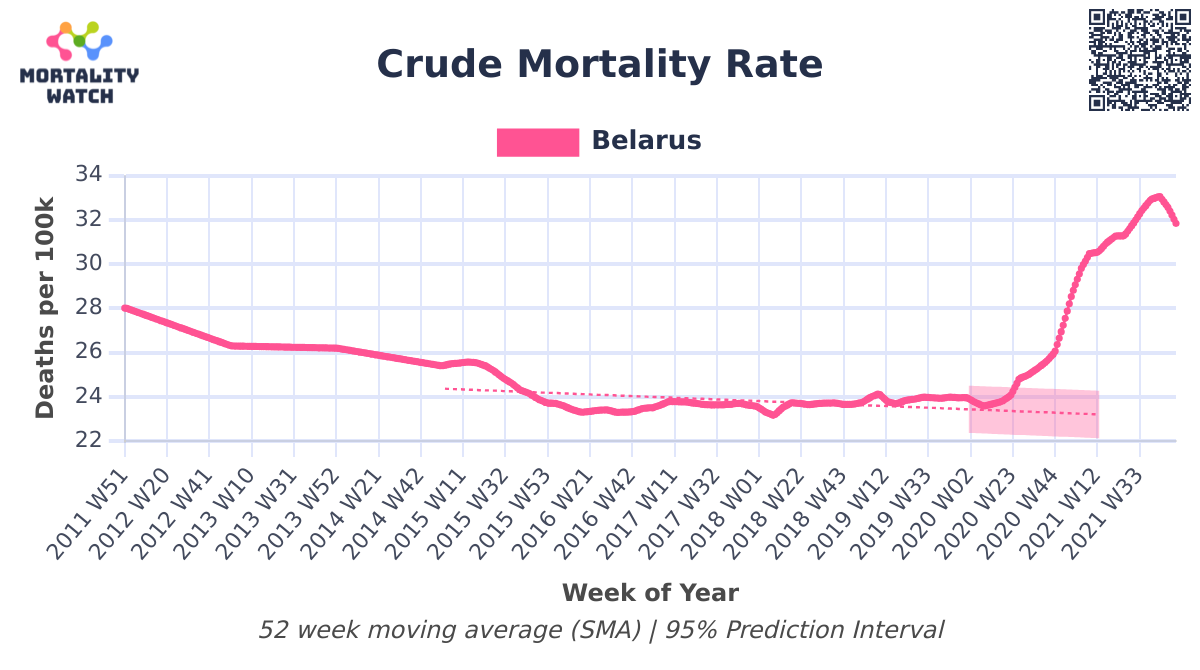 MORTALITY
WATCH
Crude Mortality Rate
Belarus
Deaths per 100k
34
32
30
28
26
24
22
2011 W51
2012 W20
2012 W41
2013 W10
2013 W31
2013 W52
2014 W21
2014 W42
2015 W11
2015 W32
2015 W53
2016 W21
2016 W42
2017 W11
2017 W32
2018 W01
2018 W22
2018 W43
2019 W12
2019 W33
2020 W02
2020 W23
2020 W44
2021 W12
2021 W33
Week of Year
52 week moving average (SMA) | 95% Prediction Interval